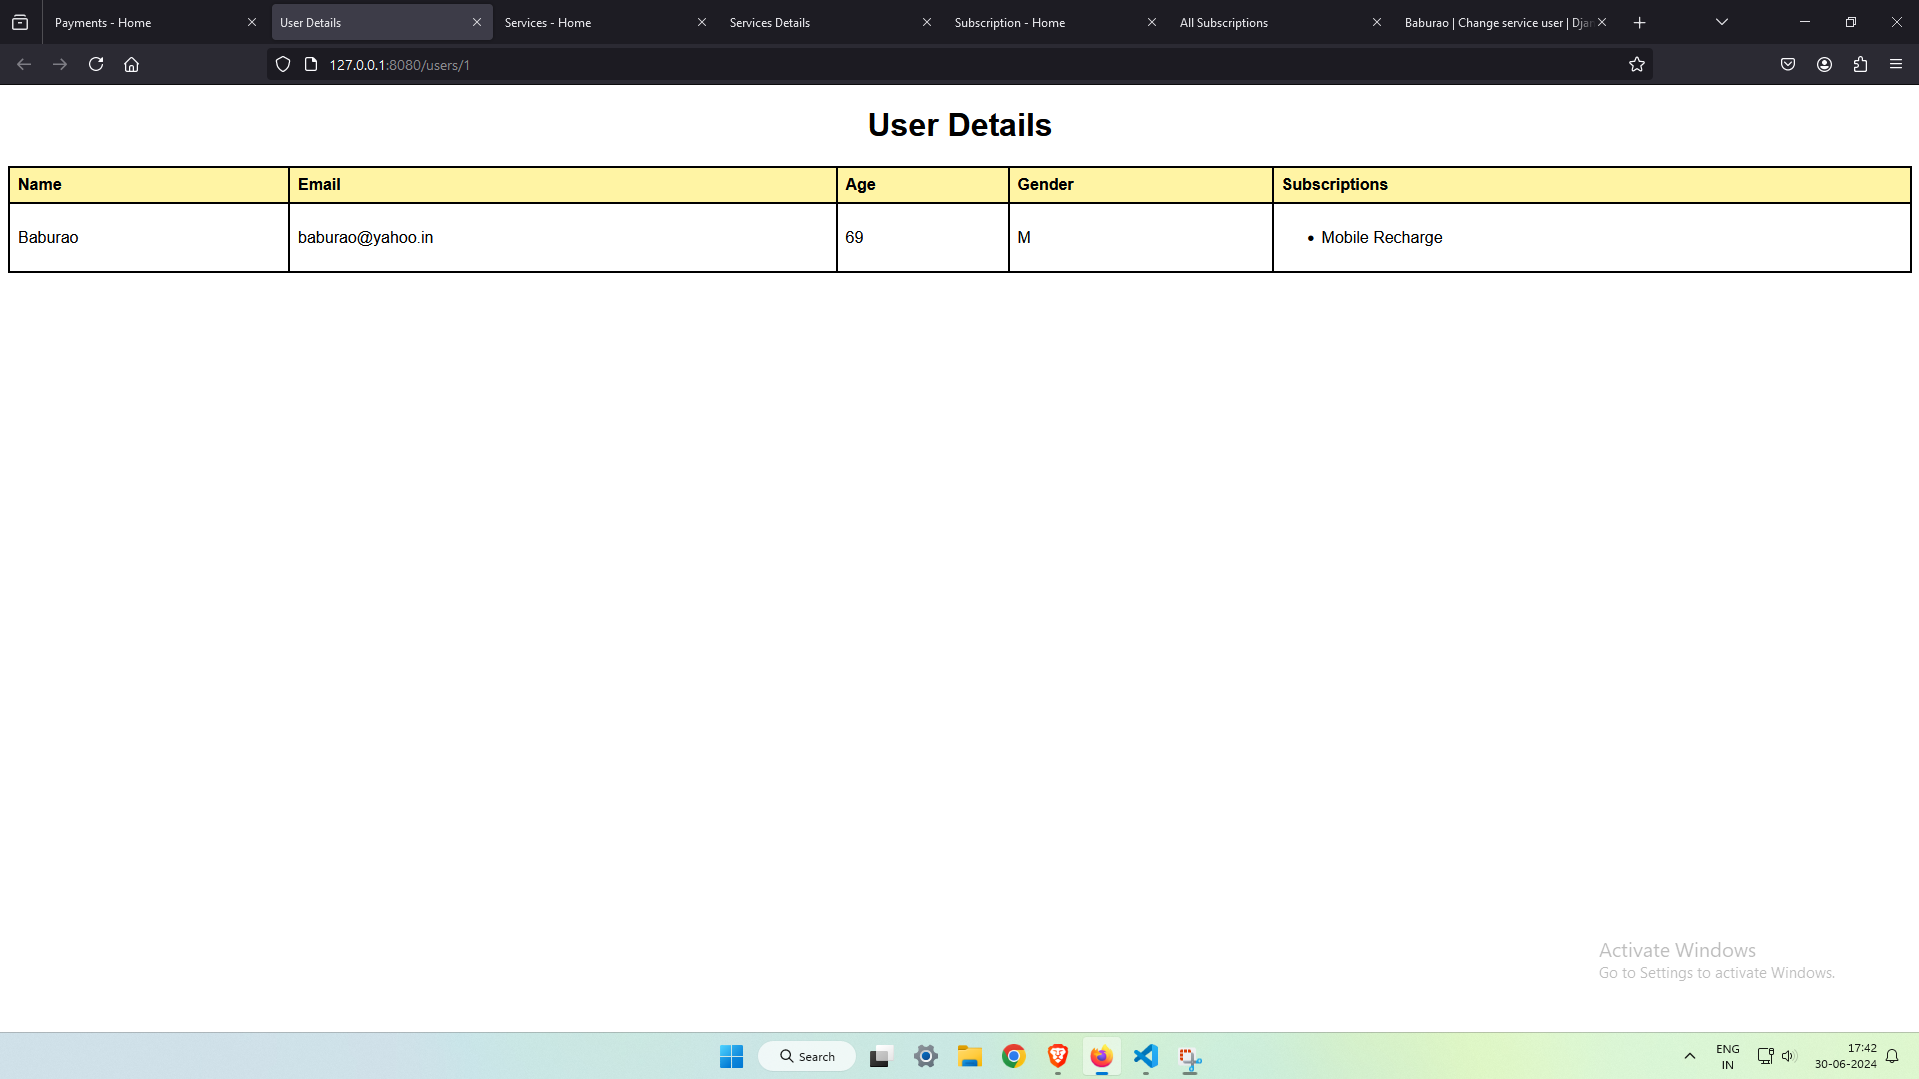 Payments - Home
User Details
Services - Home
Services Details
Subscription - Home
All Subscriptions
Baburao | Change service user | Djan
127.0.0.1:8080/users/1
User Details
Name Email Age Gender Subscriptions
Baburao baburao@yahoo.in 69 M • Mobile Recharge
Activate Windows
Go to Settings to activate Windows.
Search
ENG
IN
17:42
30-06-2024